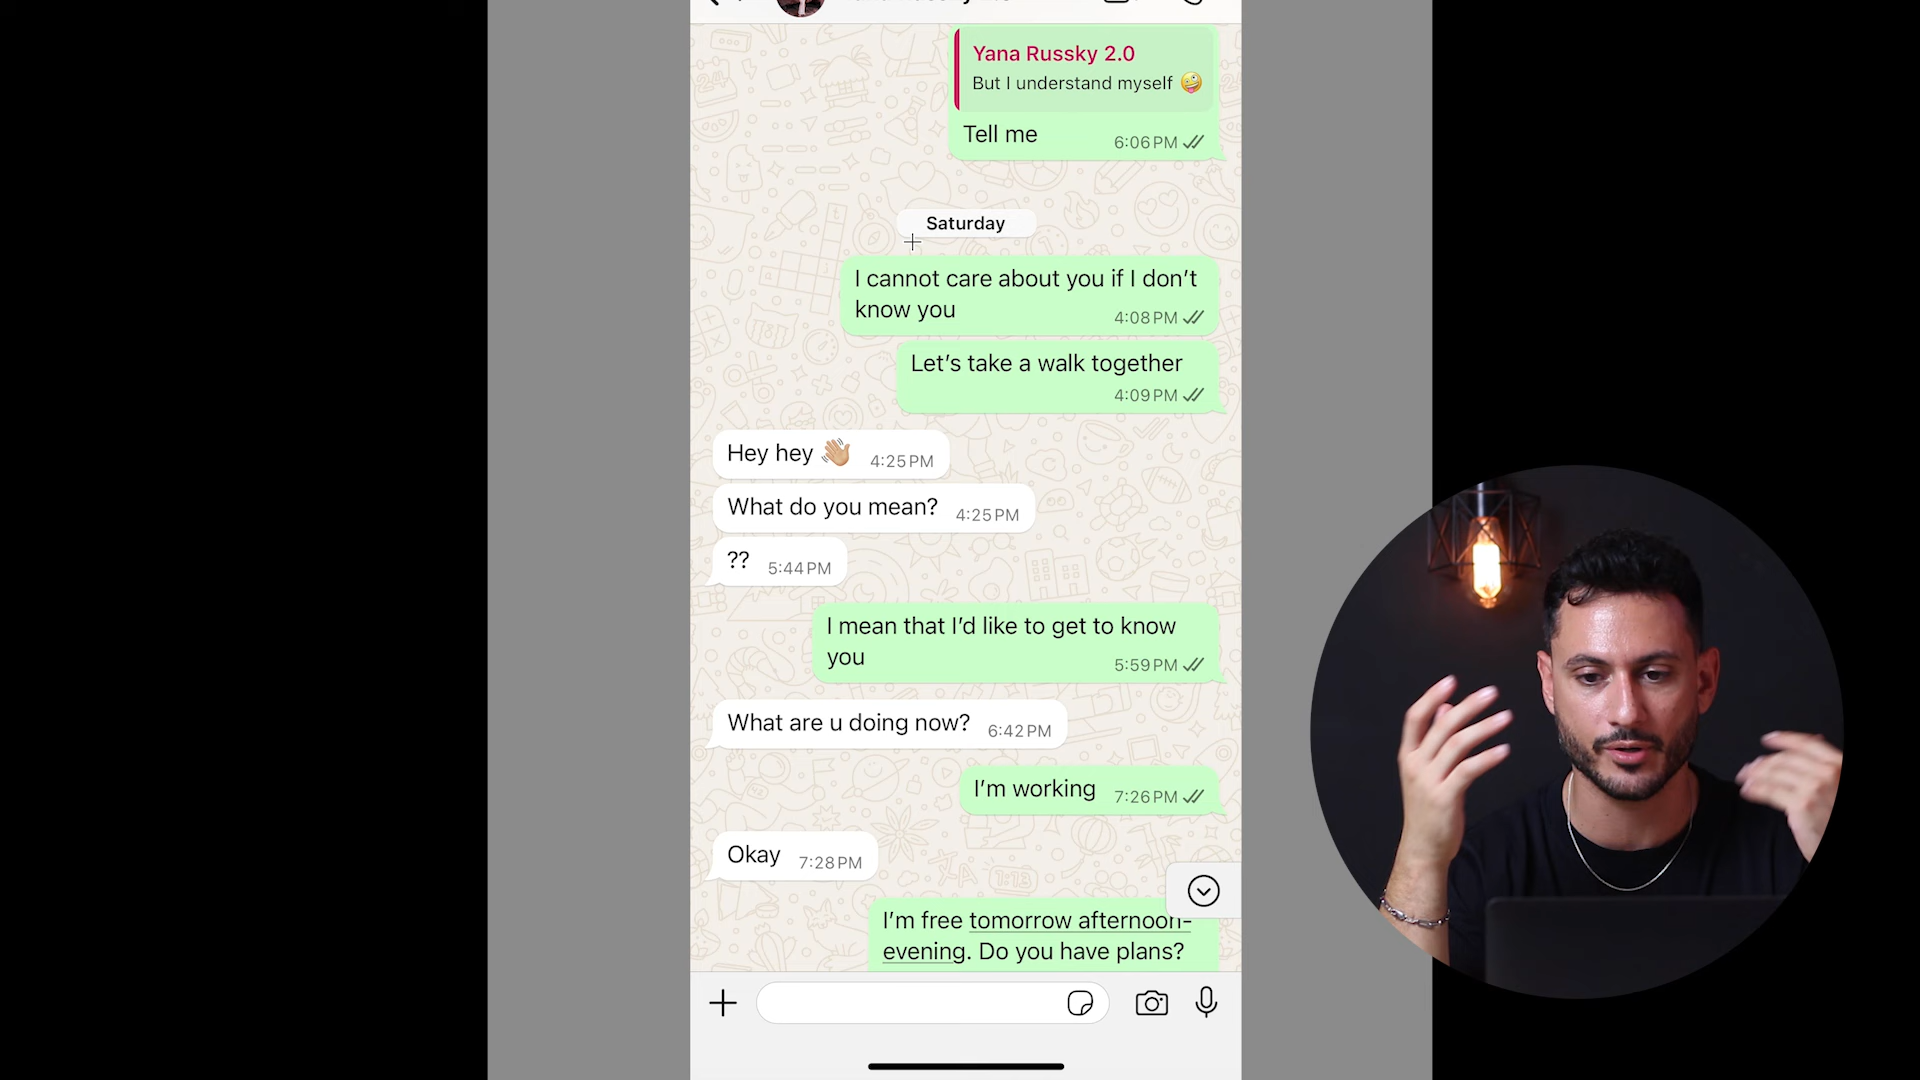 Yana Russky 2.0
But I understand myself 🤪
Tell me
6:06 PM
Saturday
I cannot care about you if I don't
know you
4:08 PM
Let's take a walk together
4:09 PM
Hey hey 👋🏼
4:25 PM
What do you mean?
4:25 PM
??
5:44 PM
I mean that I'd like to get to know
you
5:59 PM
What are u doing now?
6:42 PM
I'm working
7:26 PM
Okay
7:28 PM
I'm free tomorrow afternoon-
evening. Do you have plans?